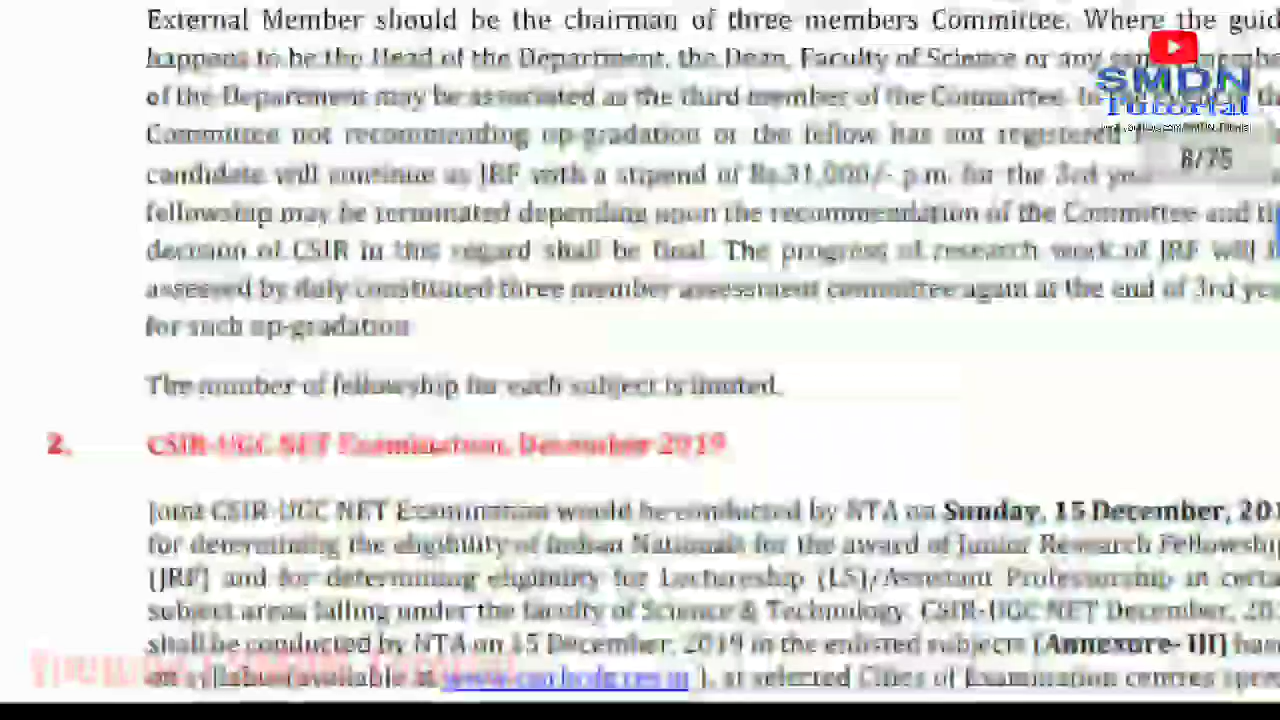 External Member should be the chairman of three members Committee. Where the guid
happens to be the Head of the Department, the Dean, Faculty of Science or any
of the Department may be associated as the third member of the Committee. In
Committee not recommending up-gradation or the fellow has not registered
candidate will continue as JRF with a stipend of Rs.31,000/- p.m. for the 3rd
fellowship may be terminated depending upon the recommendation of the Committee and
decision of CSIR in this regard shall be final. The progress of research work of JRF will
assessed by duly constituted three member assessment committee again at the end of 3rd
for such up-gradation
The number of fellowship for each subject is limited.
2. CSIR-UGC NET Examination, December 2019
Joint CSIR-UGC NET Examination would be conducted by NTA on Sunday, 15 December, 201
for determining the eligibility of Indian Nationals for the award of Junior Research Fellowship
(JRF) and for determining eligibility for Lectureship (LS)/Assistant Professorship in certa
subject areas falling under the faculty of Science & Technology. CSIR-UGC NET December, 201
shall be conducted by NTA on 15 December, 2019 in the enlisted subjects (Annexure- III)
at selected Cities of Examination centres
SMDN
Tutorial
8/75